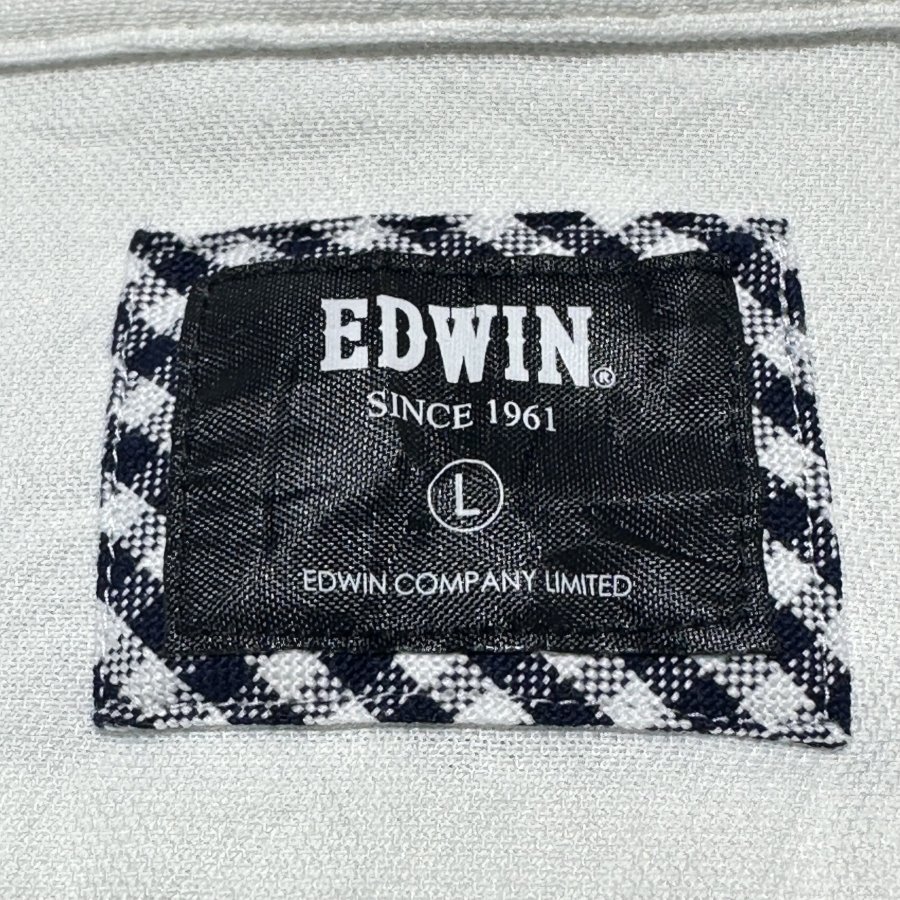 EDWIN®
SINCE 1961
L
EDWIN COMPANY LIMITED